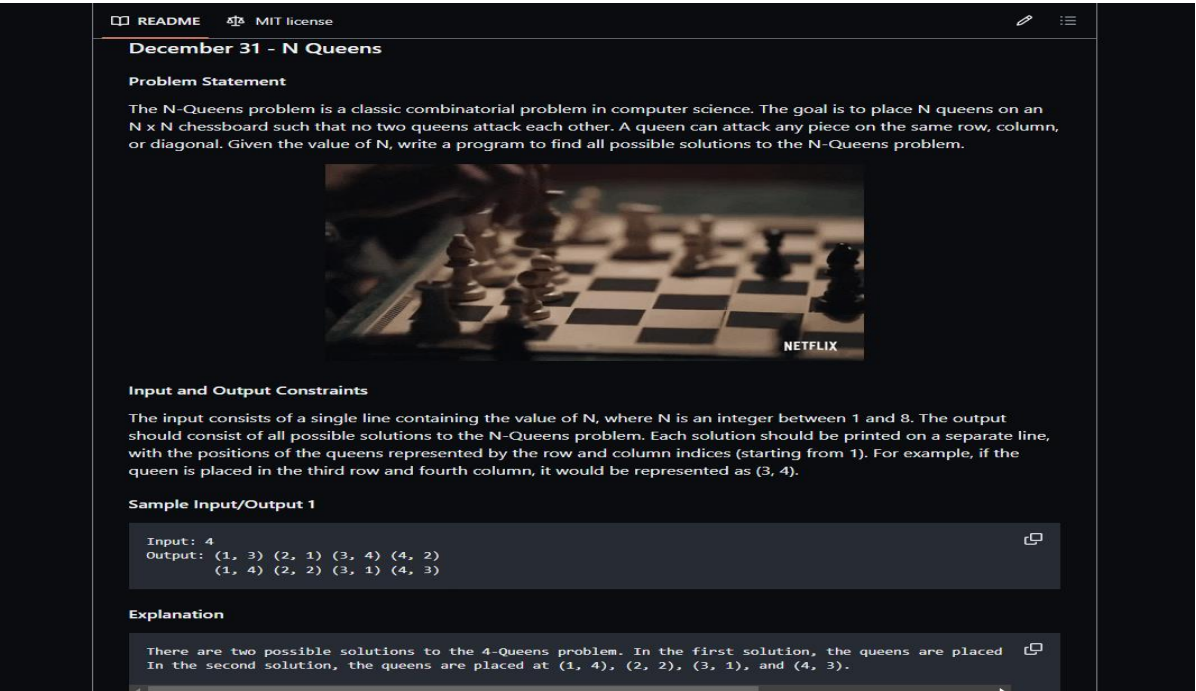 README MIT license
December 31 - N Queens
Problem Statement
The N-Queens problem is a classic combinatorial problem in computer science. The goal is to place N queens on an
N x N chessboard such that no two queens attack each other. A queen can attack any piece on the same row, column,
or diagonal. Given the value of N, write a program to find all possible solutions to the N-Queens problem.
NETFLIX
Input and Output Constraints
The input consists of a single line containing the value of N, where N is an integer between 1 and 8. The output
should consist of all possible solutions to the N-Queens problem. Each solution should be printed on a separate line,
with the positions of the queens represented by the row and column indices (starting from 1). For example, if the
queen is placed in the third row and fourth column, it would be represented as (3, 4).
Sample Input/Output 1
Input: 4
Output: (1, 3) (2, 1) (3, 4) (4, 2)
(1, 4) (2, 2) (3, 1) (4, 3)
Explanation
There are two possible solutions to the 4-Queens problem. In the first solution, the queens are placed
In the second solution, the queens are placed at (1, 4), (2, 2), (3, 1), and (4, 3).